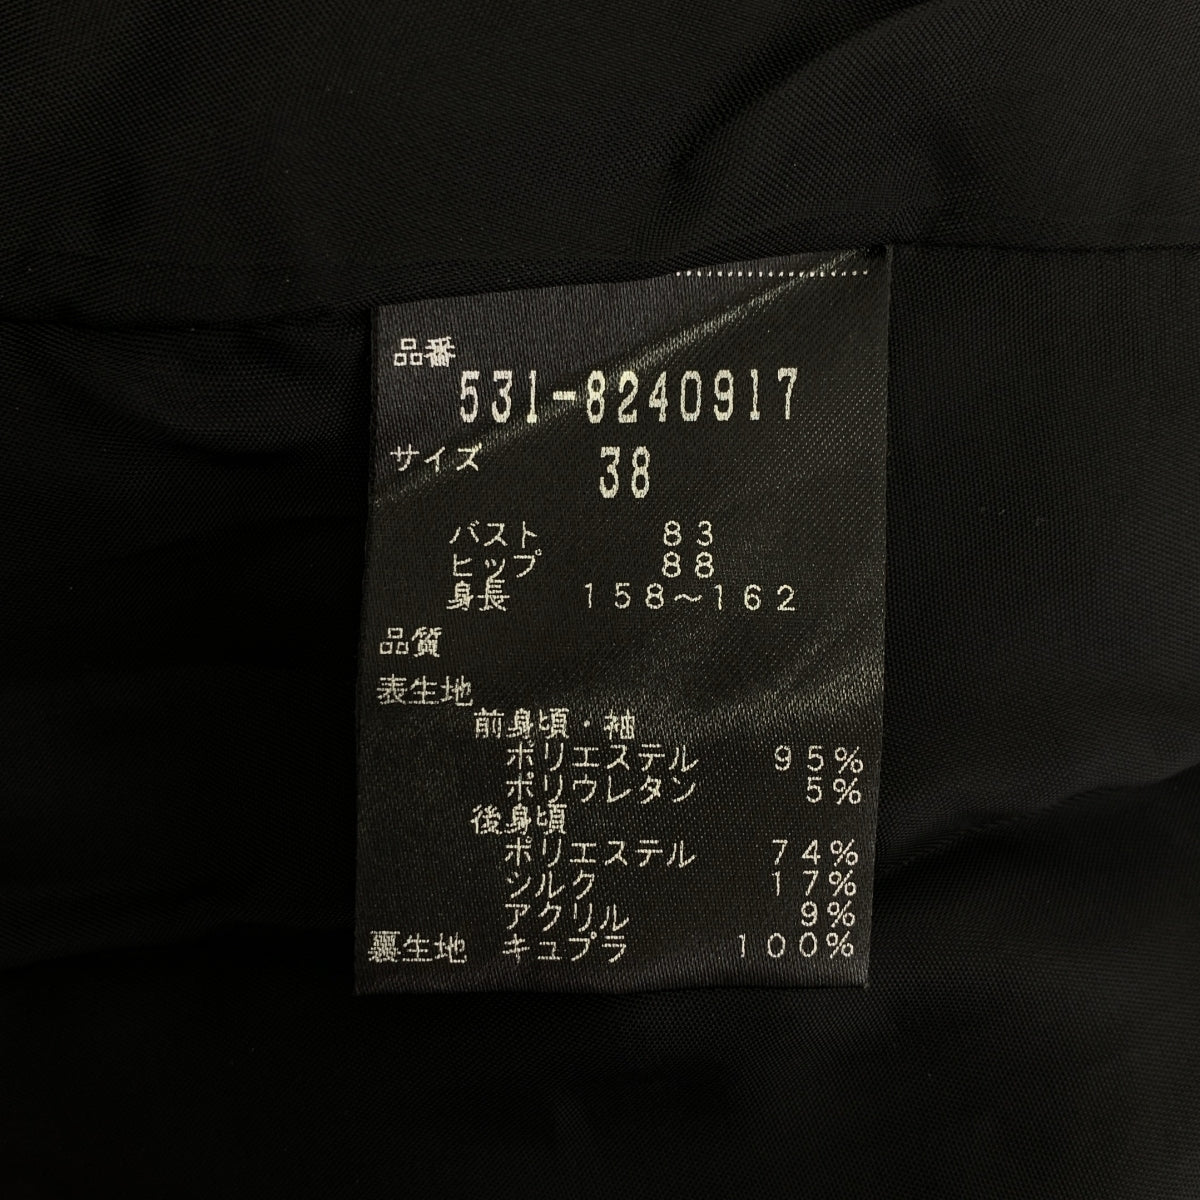 品番
531-8240917
サイズ 38
バスト 83
ヒップ 88
身長 158～162
品質
表生地
前身頃・袖
ポリエステル 95%
ポリウレタン 5%
後身頃
ポリエステル 74%
シルク 17%
アクリル 9%
裏生地 キュプラ 100%